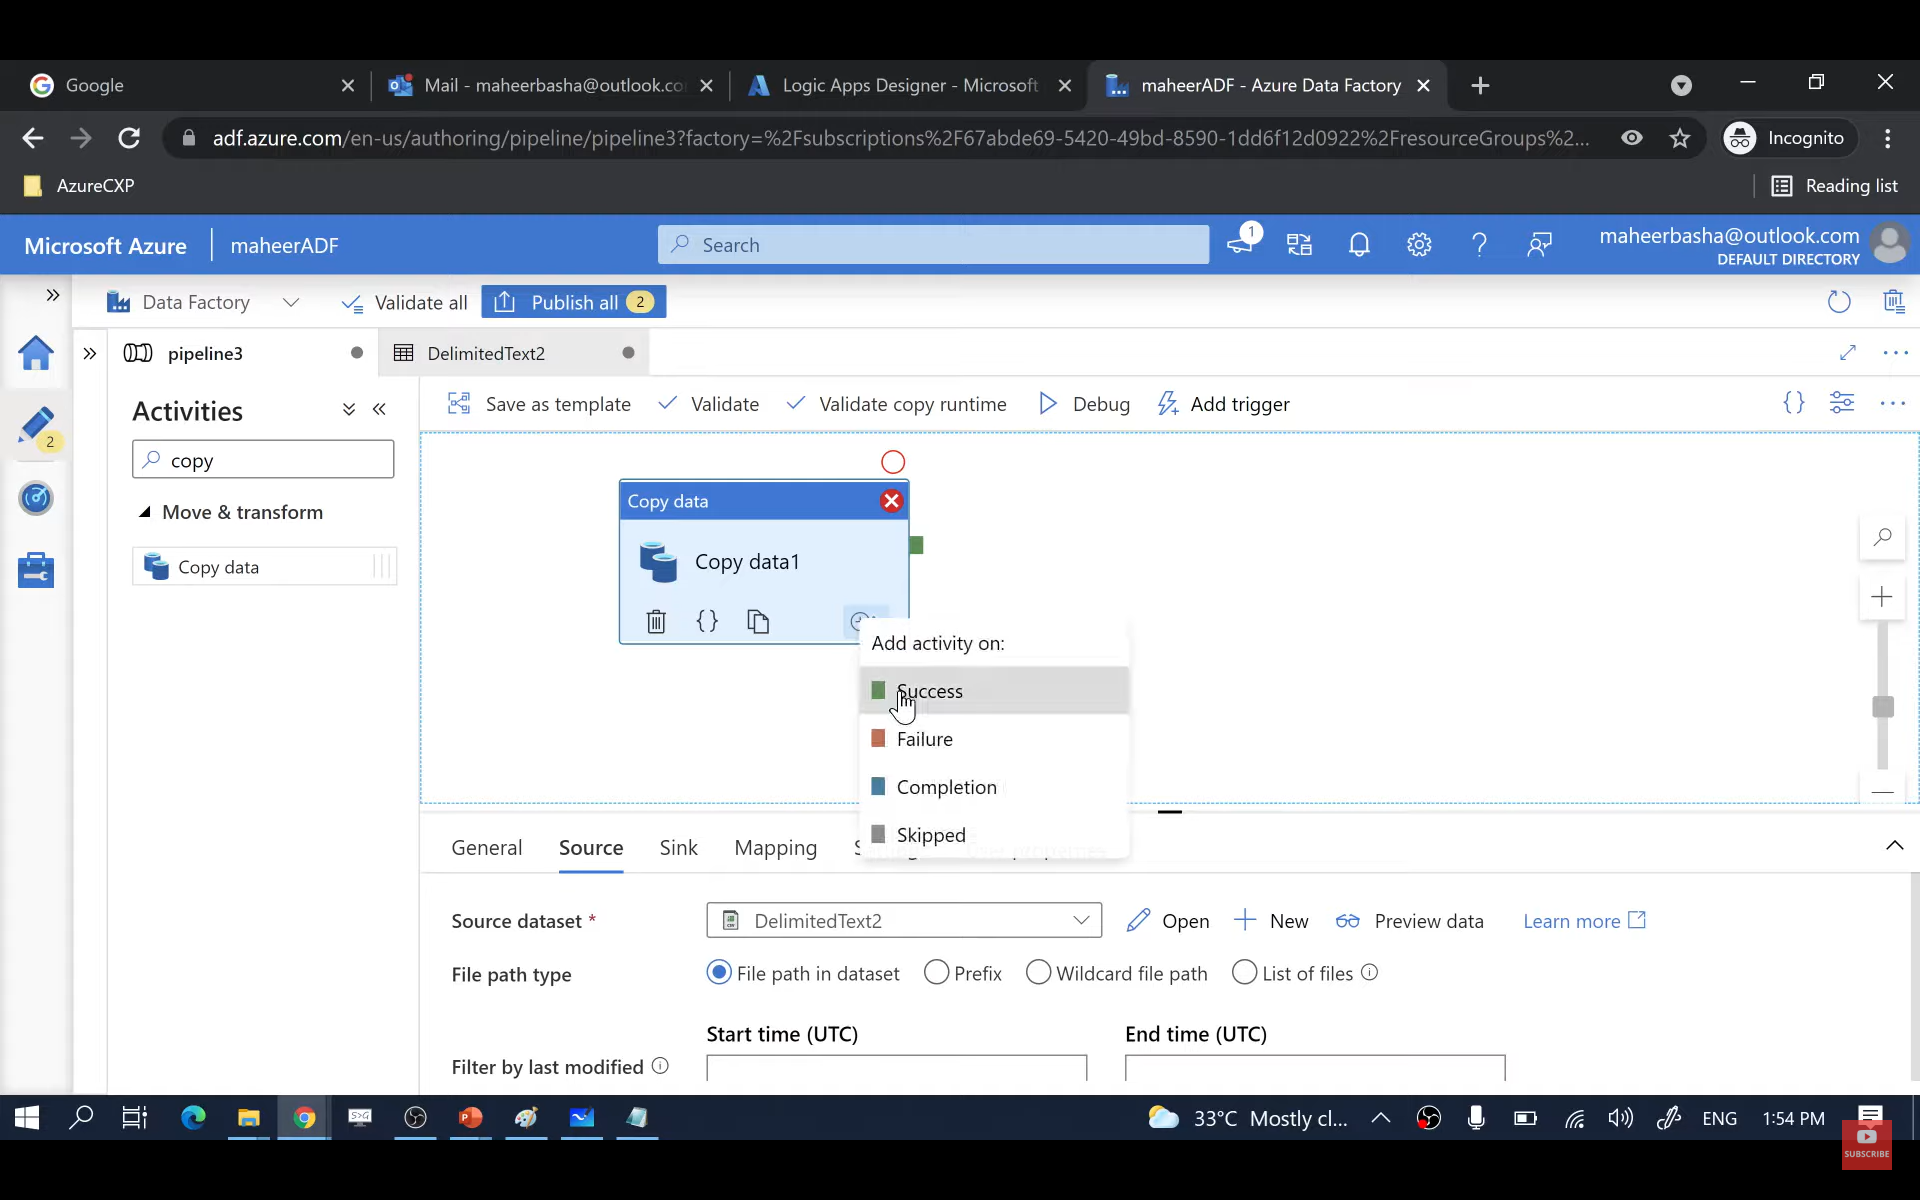 Google
Mail - maheerbasha@outlook.co
Logic Apps Designer - Microsoft
maheerADF - Azure Data Factory
adf.azure.com/en-us/authoring/pipeline/pipeline3?factory=%2Fsubscriptions%2F67abde69-5420-49bd-8590-1dd6f12d0922%2FresourceGroups%2...
Incognito
AzureCXP
Reading list
Microsoft Azure
maheerADF
Search
1
maheerbasha@outlook.com
DEFAULT DIRECTORY
Data Factory
Validate all
Publish all 2
pipeline3
DelimitedText2
2
Activities
copy
Move & transform
Copy data
Save as template
Validate
Validate copy runtime
Debug
Add trigger
Copy data
Copy data1
Add activity on:
Success
Failure
Completion
Skipped
General
Source
Sink
Mapping
Source dataset *
DelimitedText2
Open
New
Preview data
Learn more
File path type
File path in dataset
Prefix
Wildcard file path
List of files
Start time (UTC)
End time (UTC)
Filter by last modified
33°C Mostly cl...
ENG
1:54 PM
SUBSCRIBE